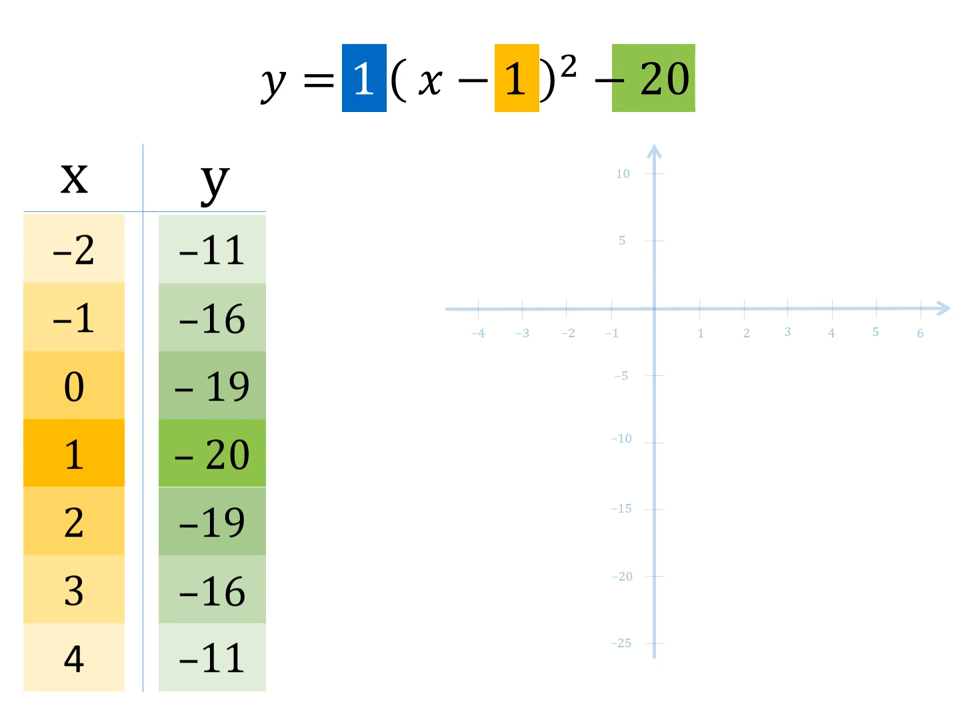 y = 1 ( x − 1 )² − 20
x y
–2 –11
–1 –16
0 – 19
1 – 20
2 –19
3 –16
4 –11
10
5
–4 –3 –2 –1 1 2 3 4 5 6
–5
–10
–15
–20
–25